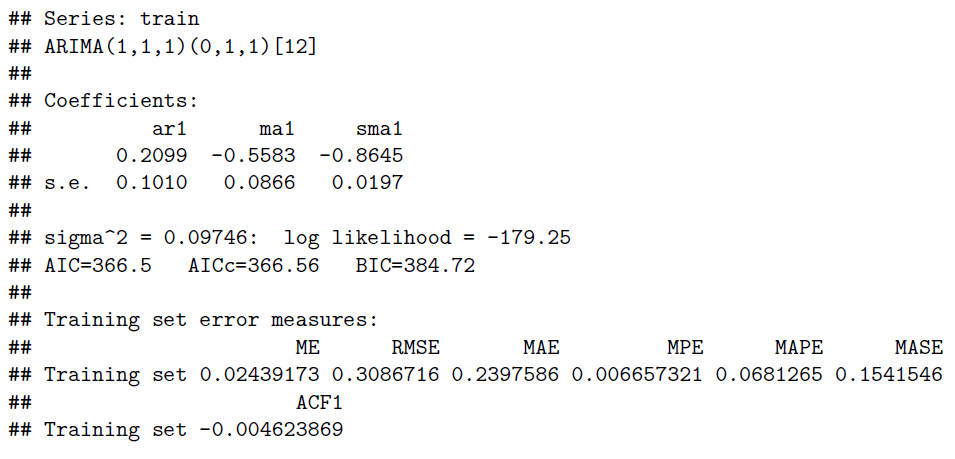 ## Series: train
## ARIMA(1,1,1)(0,1,1)[12]
##
## Coefficients:
##          ar1      ma1     sma1
##       0.2099  -0.5583  -0.8645
## s.e.  0.1010   0.0866   0.0197
##
## sigma^2 = 0.09746:  log likelihood = -179.25
## AIC=366.5   AICc=366.56   BIC=384.72
##
## Training set error measures:
##                      ME      RMSE       MAE         MPE      MAPE      MASE
## Training set 0.02439173 0.3086716 0.2397586 0.006657321 0.0681265 0.1541546
##                      ACF1
## Training set -0.004623869